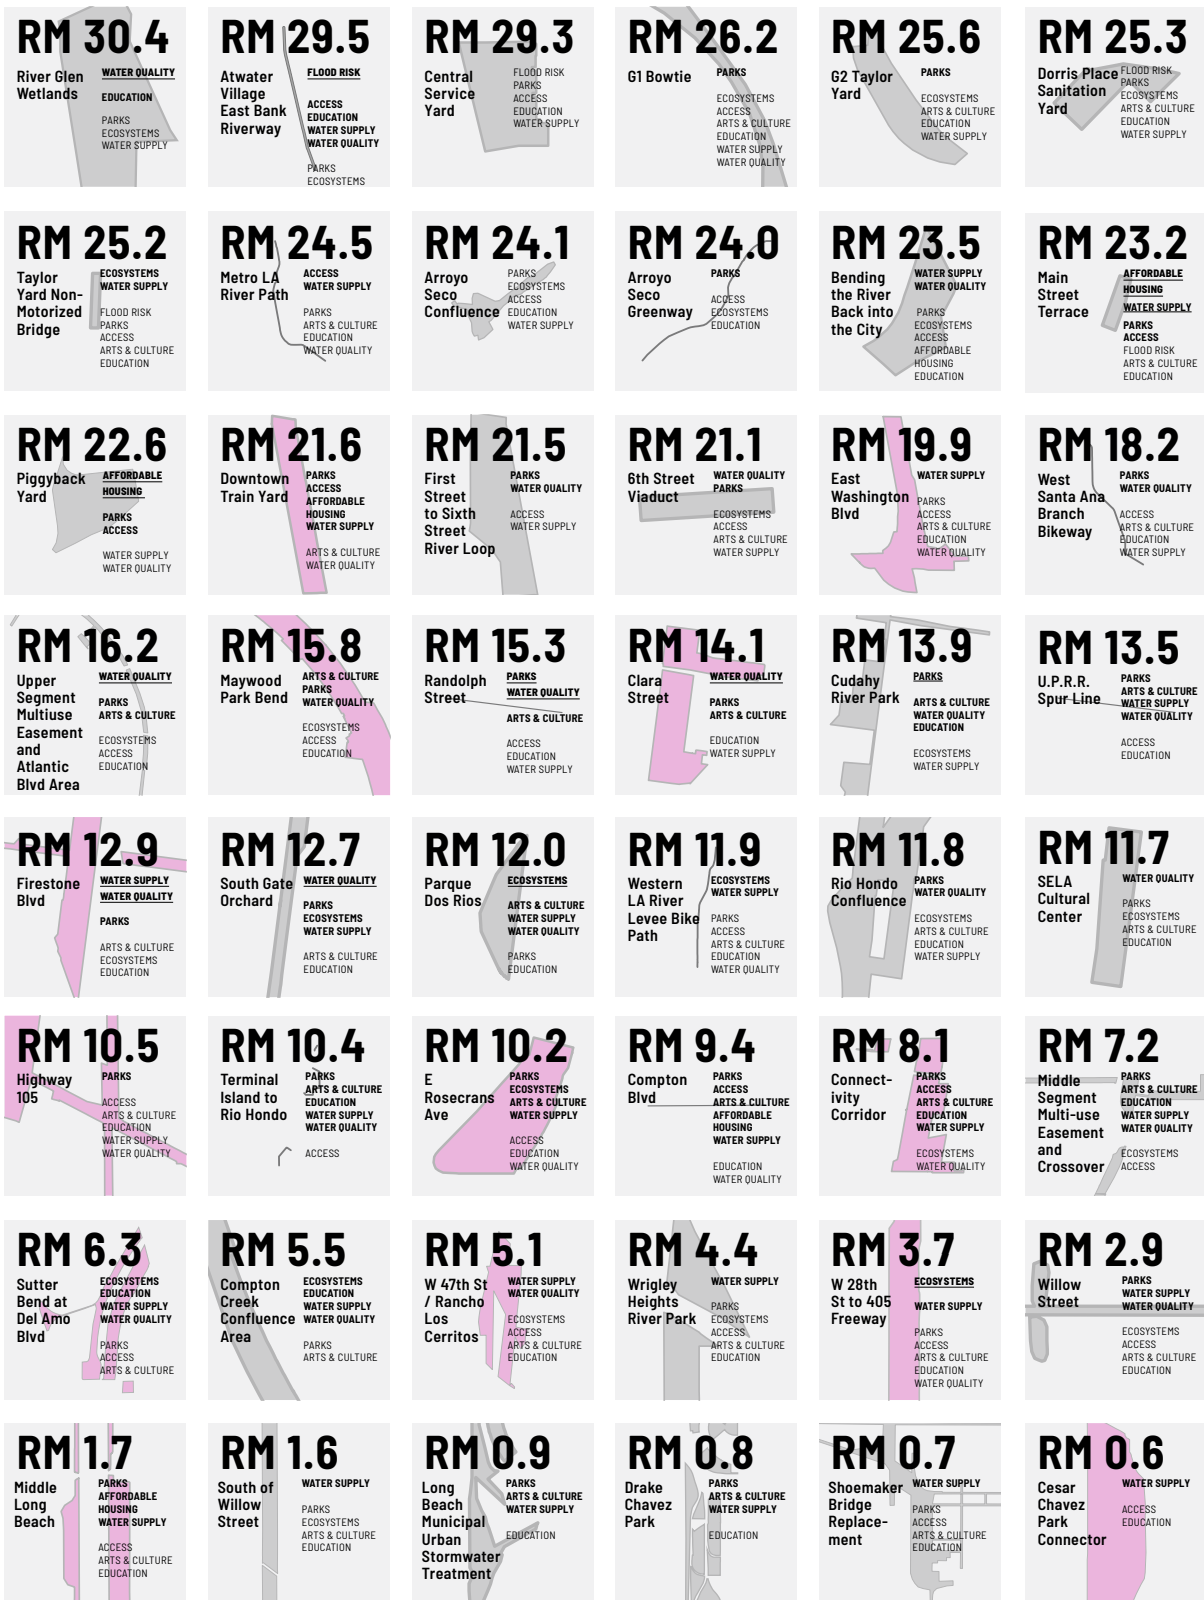 RM 30.4
River Glen
Wetlands
WATER QUALITY
EDUCATION
PARKS
ECOSYSTEMS
WATER SUPPLY
RM 29.5
Atwater
Village
East Bank
Riverway
FLOOD RISK
ACCESS
EDUCATION
WATER SUPPLY
WATER QUALITY
PARKS
ECOSYSTEMS
RM 29.3
Central
Service
Yard
FLOOD RISK
PARKS
ACCESS
EDUCATION
WATER SUPPLY
RM 26.2
G1 Bowtie
PARKS
ECOSYSTEMS
ACCESS
ARTS & CULTURE
EDUCATION
WATER SUPPLY
WATER QUALITY
RM 25.6
G2 Taylor
Yard
PARKS
ECOSYSTEMS
ARTS & CULTURE
EDUCATION
WATER SUPPLY
RM 25.3
Dorris Place
Sanitation
Yard
FLOOD RISK
PARKS
ECOSYSTEMS
ARTS & CULTURE
EDUCATION
WATER SUPPLY
RM 25.2
Taylor
Yard Non-
Motorized
Bridge
ECOSYSTEMS
WATER SUPPLY
FLOOD RISK
PARKS
ACCESS
ARTS & CULTURE
EDUCATION
RM 24.5
Metro LA
River Path
ACCESS
WATER SUPPLY
PARKS
ARTS & CULTURE
EDUCATION
WATER QUALITY
RM 24.1
Arroyo
Seco
Confluence
PARKS
ECOSYSTEMS
ACCESS
EDUCATION
WATER SUPPLY
RM 24.0
Arroyo
Seco
Greenway
PARKS
ACCESS
ECOSYSTEMS
EDUCATION
RM 23.5
Bending
the River
Back into
the City
WATER SUPPLY
WATER QUALITY
PARKS
ECOSYSTEMS
ACCESS
AFFORDABLE
HOUSING
EDUCATION
RM 23.2
Main
Street
Terrace
AFFORDABLE
HOUSING
WATER SUPPLY
PARKS
ACCESS
FLOOD RISK
ARTS & CULTURE
EDUCATION
RM 22.6
Piggyback
Yard
AFFORDABLE
HOUSING
PARKS
ACCESS
WATER SUPPLY
WATER QUALITY
RM 21.6
Downtown
Train Yard
PARKS
ACCESS
AFFORDABLE
HOUSING
WATER SUPPLY
ARTS & CULTURE
WATER QUALITY
RM 21.5
First
Street
to Sixth
Street
River Loop
PARKS
WATER QUALITY
ACCESS
WATER SUPPLY
RM 21.1
6th Street
Viaduct
WATER QUALITY
PARKS
ECOSYSTEMS
ACCESS
ARTS & CULTURE
WATER SUPPLY
RM 19.9
East
Washington
Blvd
WATER SUPPLY
PARKS
ACCESS
ARTS & CULTURE
EDUCATION
WATER QUALITY
RM 18.2
West
Santa Ana
Branch
Bikeway
PARKS
WATER QUALITY
ACCESS
ARTS & CULTURE
EDUCATION
WATER SUPPLY
RM 16.2
Upper
Segment
Multiuse
Easement
and
Atlantic
Blvd Area
WATER QUALITY
PARKS
ARTS & CULTURE
ECOSYSTEMS
ACCESS
EDUCATION
RM 15.8
Maywood
Park Bend
ARTS & CULTURE
PARKS
WATER QUALITY
ECOSYSTEMS
ACCESS
EDUCATION
RM 15.3
Randolph
Street
PARKS
WATER QUALITY
ARTS & CULTURE
ACCESS
EDUCATION
WATER SUPPLY
RM 14.1
Clara
Street
WATER QUALITY
PARKS
ARTS & CULTURE
EDUCATION
WATER SUPPLY
RM 13.9
Cudahy
River Park
PARKS
ARTS & CULTURE
WATER QUALITY
EDUCATION
ECOSYSTEMS
WATER SUPPLY
RM 13.5
U.P.R.R.
Spur Line
PARKS
ARTS & CULTURE
WATER SUPPLY
WATER QUALITY
ACCESS
EDUCATION
RM 12.9
Firestone
Blvd
WATER SUPPLY
WATER QUALITY
PARKS
ARTS & CULTURE
ECOSYSTEMS
EDUCATION
RM 12.7
South Gate
Orchard
WATER QUALITY
PARKS
ECOSYSTEMS
WATER SUPPLY
ARTS & CULTURE
EDUCATION
RM 12.0
Parque
Dos Rios
ECOSYSTEMS
ARTS & CULTURE
WATER SUPPLY
WATER QUALITY
PARKS
EDUCATION
RM 11.9
Western
LA River
Levee Bike
Path
ECOSYSTEMS
WATER SUPPLY
PARKS
ACCESS
ARTS & CULTURE
EDUCATION
WATER QUALITY
RM 11.8
Rio Hondo
Confluence
PARKS
WATER QUALITY
ECOSYSTEMS
ARTS & CULTURE
EDUCATION
WATER SUPPLY
RM 11.7
SELA
Cultural
Center
WATER QUALITY
PARKS
ECOSYSTEMS
ARTS & CULTURE
EDUCATION
RM 10.5
Highway
105
PARKS
ACCESS
ARTS & CULTURE
EDUCATION
WATER SUPPLY
WATER QUALITY
RM 10.4
Terminal
Island to
Rio Hondo
PARKS
ARTS & CULTURE
EDUCATION
WATER SUPPLY
WATER QUALITY
ACCESS
RM 10.2
E
Rosecrans
Ave
PARKS
ECOSYSTEMS
ARTS & CULTURE
WATER SUPPLY
ACCESS
EDUCATION
WATER QUALITY
RM 9.4
Compton
Blvd
PARKS
ACCESS
ARTS & CULTURE
AFFORDABLE
HOUSING
WATER SUPPLY
EDUCATION
WATER QUALITY
RM 8.1
Connect-
ivity
Corridor
PARKS
ACCESS
ARTS & CULTURE
EDUCATION
WATER SUPPLY
ECOSYSTEMS
WATER QUALITY
RM 7.2
Middle
Segment
Multi-use
Easement
and
Crossover
PARKS
ARTS & CULTURE
EDUCATION
WATER SUPPLY
WATER QUALITY
ECOSYSTEMS
ACCESS
RM 6.3
Sutter
Bend at
Del Amo
Blvd
ECOSYSTEMS
EDUCATION
WATER SUPPLY
WATER QUALITY
PARKS
ACCESS
ARTS & CULTURE
RM 5.5
Compton
Creek
Confluence
Area
ECOSYSTEMS
EDUCATION
WATER SUPPLY
WATER QUALITY
PARKS
ARTS & CULTURE
RM 5.1
W 47th St
/ Rancho
Los
Cerritos
WATER SUPPLY
WATER QUALITY
ECOSYSTEMS
ACCESS
ARTS & CULTURE
EDUCATION
RM 4.4
Wrigley
Heights
River Park
WATER SUPPLY
PARKS
ECOSYSTEMS
ACCESS
ARTS & CULTURE
EDUCATION
RM 3.7
W 28th
St to 405
Freeway
ECOSYSTEMS
WATER SUPPLY
PARKS
ACCESS
ARTS & CULTURE
EDUCATION
WATER QUALITY
RM 2.9
Willow
Street
PARKS
WATER SUPPLY
WATER QUALITY
ECOSYSTEMS
ACCESS
ARTS & CULTURE
EDUCATION
RM 1.7
Middle
Long
Beach
PARKS
AFFORDABLE
HOUSING
WATER SUPPLY
ACCESS
ARTS & CULTURE
EDUCATION
RM 1.6
South of
Willow
Street
WATER SUPPLY
PARKS
ECOSYSTEMS
ARTS & CULTURE
EDUCATION
RM 0.9
Long
Beach
Municipal
Urban
Stormwater
Treatment
PARKS
ARTS & CULTURE
WATER SUPPLY
EDUCATION
RM 0.8
Drake
Chavez
Park
PARKS
ARTS & CULTURE
WATER SUPPLY
EDUCATION
RM 0.7
Shoemaker
Bridge
Replace-
ment
WATER SUPPLY
PARKS
ACCESS
ARTS & CULTURE
EDUCATION
RM 0.6
Cesar
Chavez
Park
Connector
WATER SUPPLY
ACCESS
EDUCATION